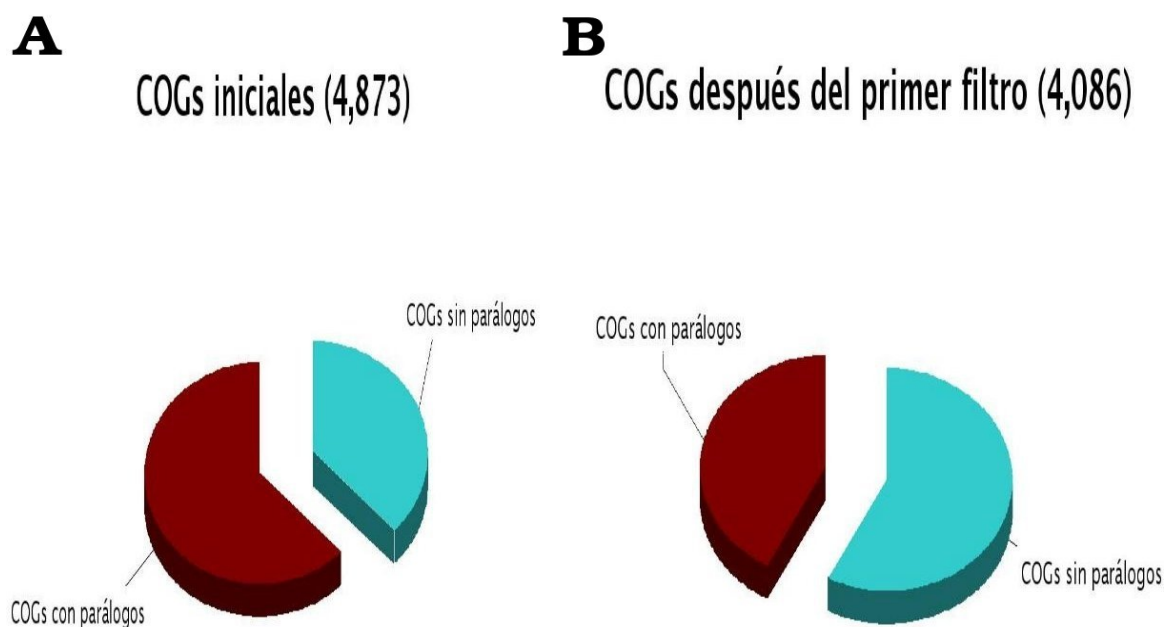 A
COGs iniciales (4,873)
COGs sin parálogos
COGs con parálogos
B
COGs después del primer filtro (4,086)
COGs con parálogos
COGs sin parálogos